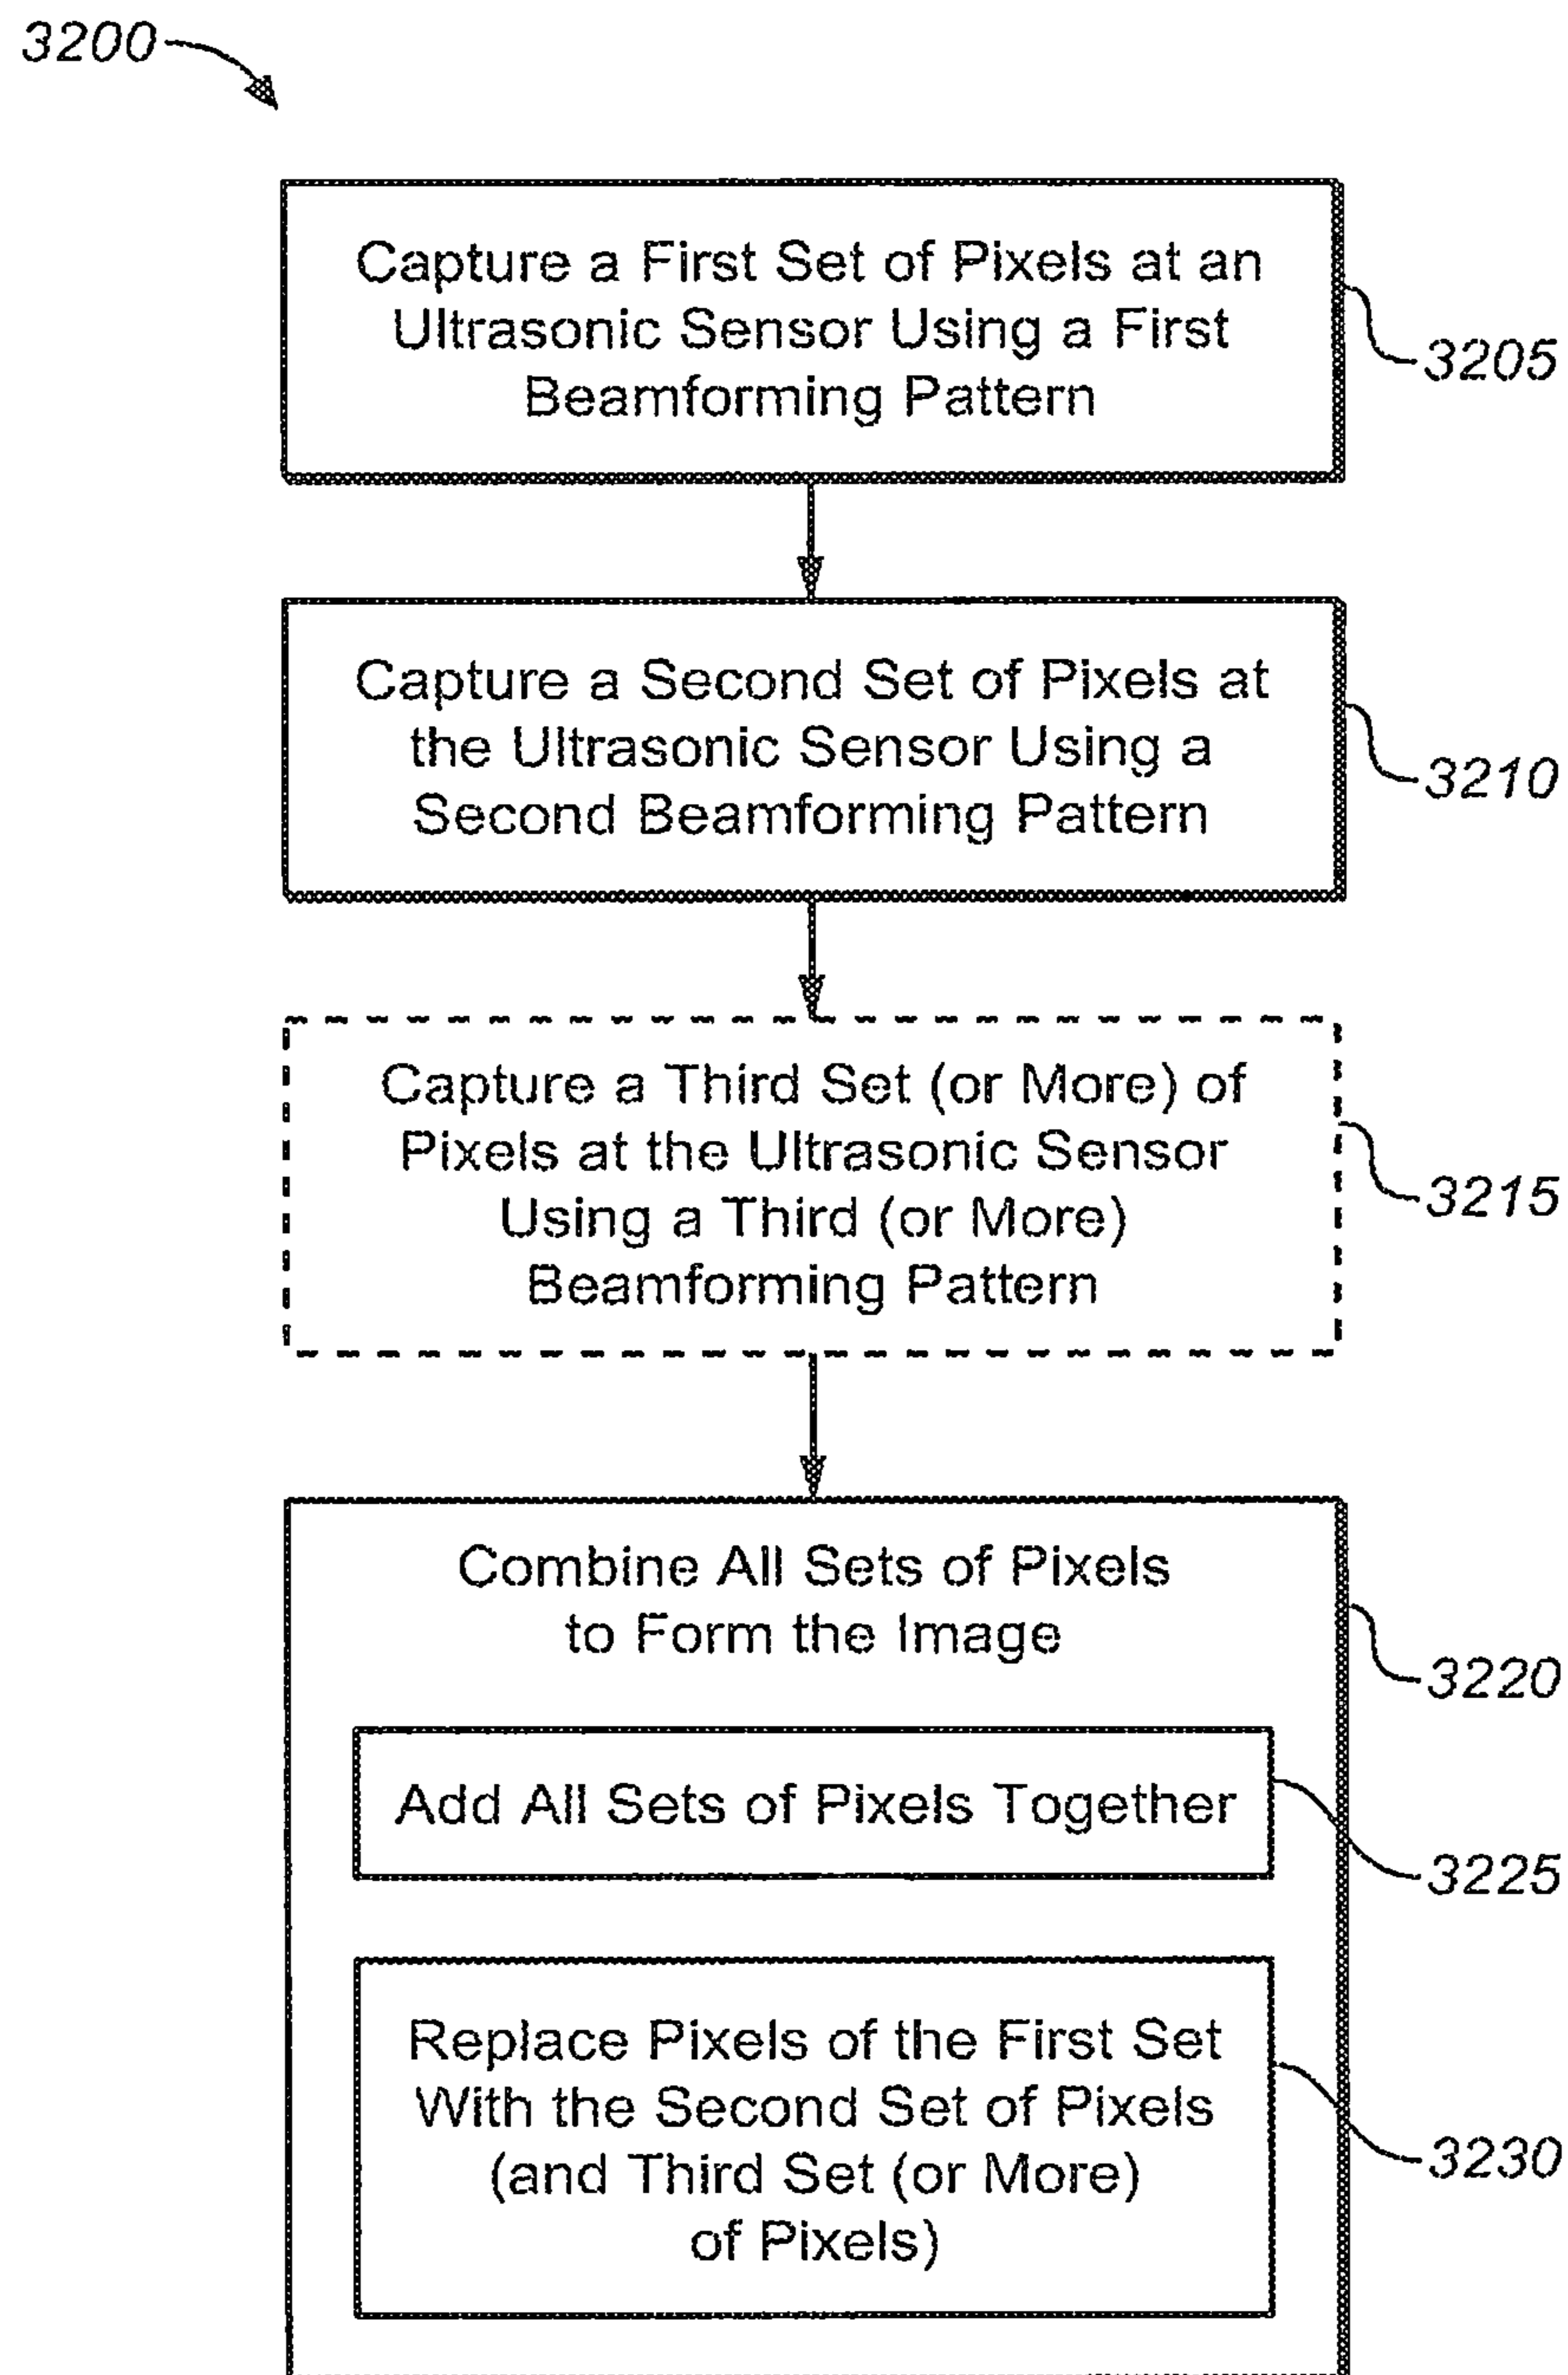 3200
Capture a First Set of Pixels at an
Ultrasonic Sensor Using a First
Beamforming Pattern
3205
Capture a Second Set of Pixels at
the Ultrasonic Sensor Using a
Second Beamforming Pattern
3210
Capture a Third Set (or More) of
Pixels at the Ultrasonic Sensor
Using a Third (or More)
Beamforming Pattern
3215
Combine All Sets of Pixels
to Form the Image
3220
Add All Sets of Pixels Together
3225
Replace Pixels of the First Set
With the Second Set of Pixels
(and Third Set (or More)
of Pixels)
3230